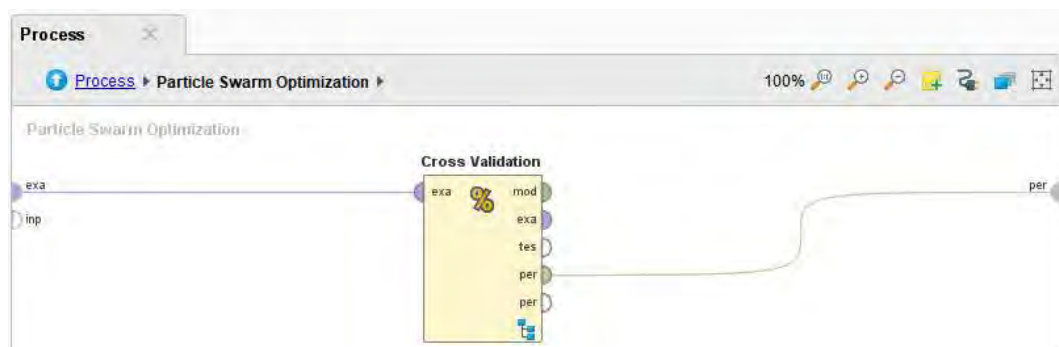 Process
Process ▸ Particle Swarm Optimization ▸
100%
Particle Swarm Optimization
Cross Validation
exa
inp
exa
mod
exa
tes
per
per
per